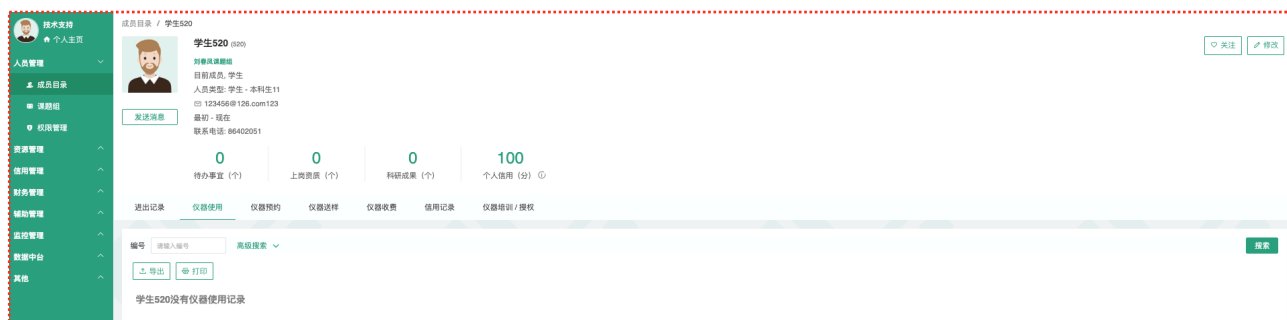 技术支持
个人主页
人员管理
成员目录
课题组
权限管理
资源管理
信用管理
财务管理
辅助管理
监控管理
数据中台
其他
成员目录 / 学生520
学生520 (520)
刘春凤课题组
目前成员, 学生
人员类型: 学生 - 本科生11
123456@126.com123
最初 - 现在
联系电话: 86402051
发送消息
关注 修改
0 0 0 100
待办事宜（个） 上岗资质（个） 科研成果（个） 个人信用（分）
进出记录 仪器使用 仪器预约 仪器送样 仪器收费 信用记录 仪器培训 / 授权
编号 请输入编号 高级搜索 搜索
导出 打印
学生520没有仪器使用记录